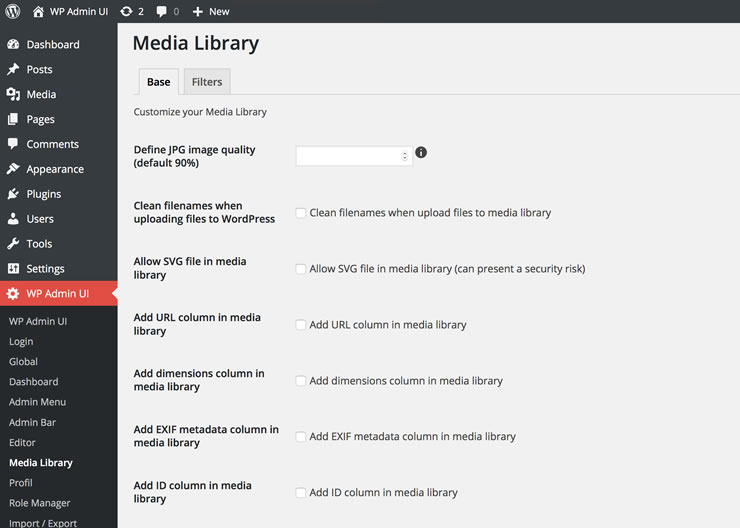 WP Admin UI 2 0 New
Dashboard
Posts
Media
Pages
Comments
Appearance
Plugins
Users
Tools
Settings
WP Admin UI
WP Admin UI
Login
Global
Dashboard
Admin Menu
Admin Bar
Editor
Media Library
Profil
Role Manager
Import / Export
Media Library
Base Filters
Customize your Media Library
Define JPG image quality
(default 90%)
Clean filenames when
uploading files to WordPress
Clean filenames when upload files to media library
Allow SVG file in media
library
Allow SVG file in media library (can present a security risk)
Add URL column in media
library
Add URL column in media library
Add dimensions column in
media library
Add dimensions column in media library
Add EXIF metadata column in
media library
Add EXIF metadata column in media library
Add ID column in media
library
Add ID column in media library